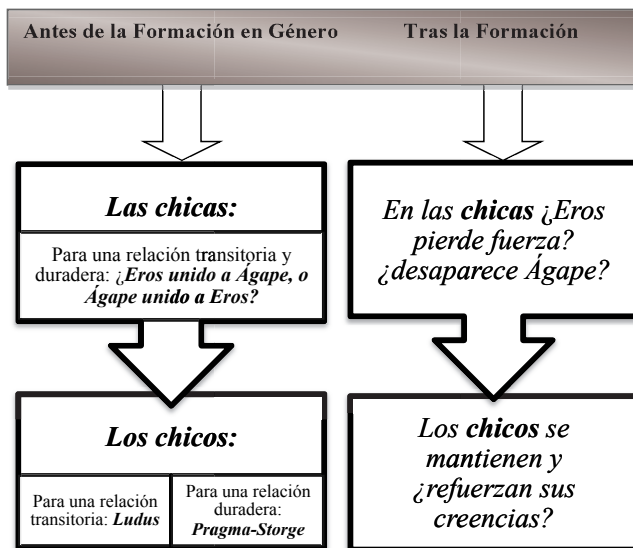 Antes de la Formación en Género
Tras la Formación
Las chicas:
Para una relación transitoria y
duradera: ¿Eros unido a Ágape, o
Ágape unido a Eros?
En las chicas ¿Eros
pierde fuerza?
¿desaparece Ágape?
Los chicos:
Para una relación
transitoria: Ludus
Para una relación
duradera:
Pragma-Storge
Los chicos se
mantienen y
¿refuerzan sus
creencias?